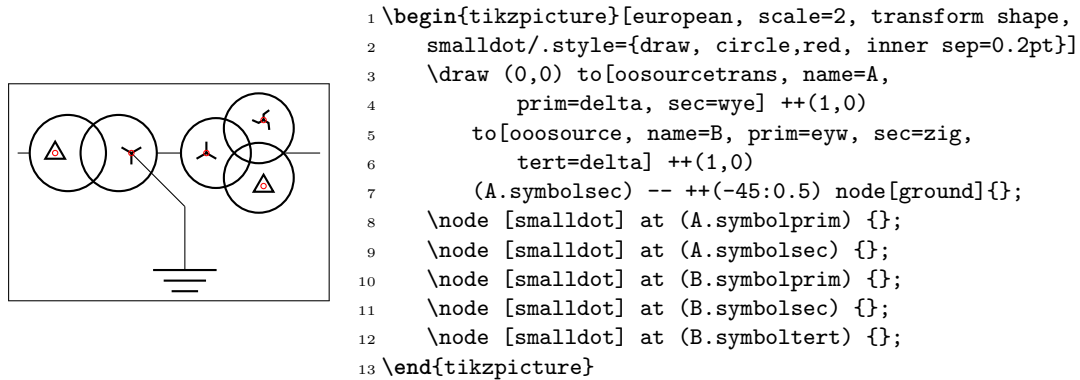 1 \begin{tikzpicture}[european, scale=2, transform shape,
2 smalldot/.style={draw, circle,red, inner sep=0.2pt}]
3 \draw (0,0) to[oosourcetrans, name=A,
4 prim=delta, sec=wye] ++(1,0)
5 to[ooosource, name=B, prim=eyw, sec=zig,
6 tert=delta] ++(1,0)
7 (A.symbolsec) -- ++(-45:0.5) node[ground]{};
8 \node [smalldot] at (A.symbolprim) {};
9 \node [smalldot] at (A.symbolsec) {};
10 \node [smalldot] at (B.symbolprim) {};
11 \node [smalldot] at (B.symbolsec) {};
12 \node [smalldot] at (B.symboltert) {};
13 \end{tikzpicture}